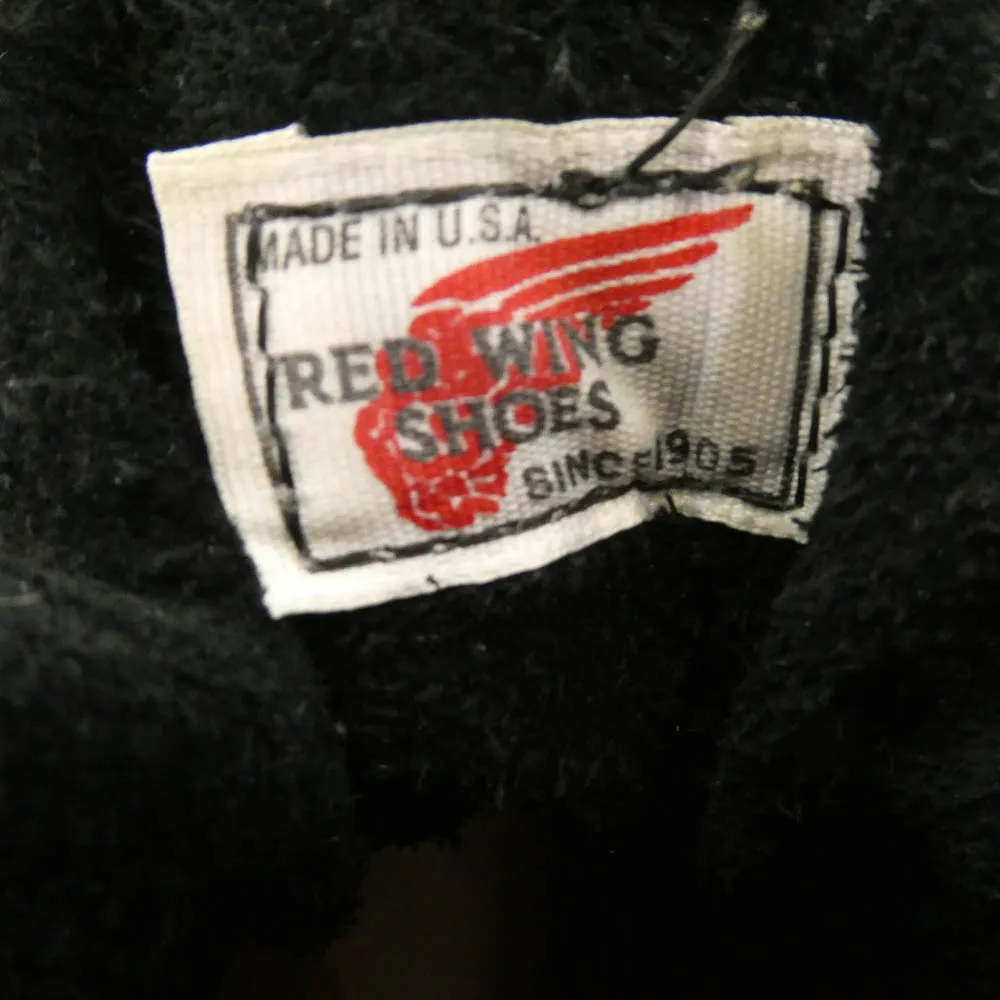 MADE IN U.S.A.
RED WING
SHOES
SINCE 1905